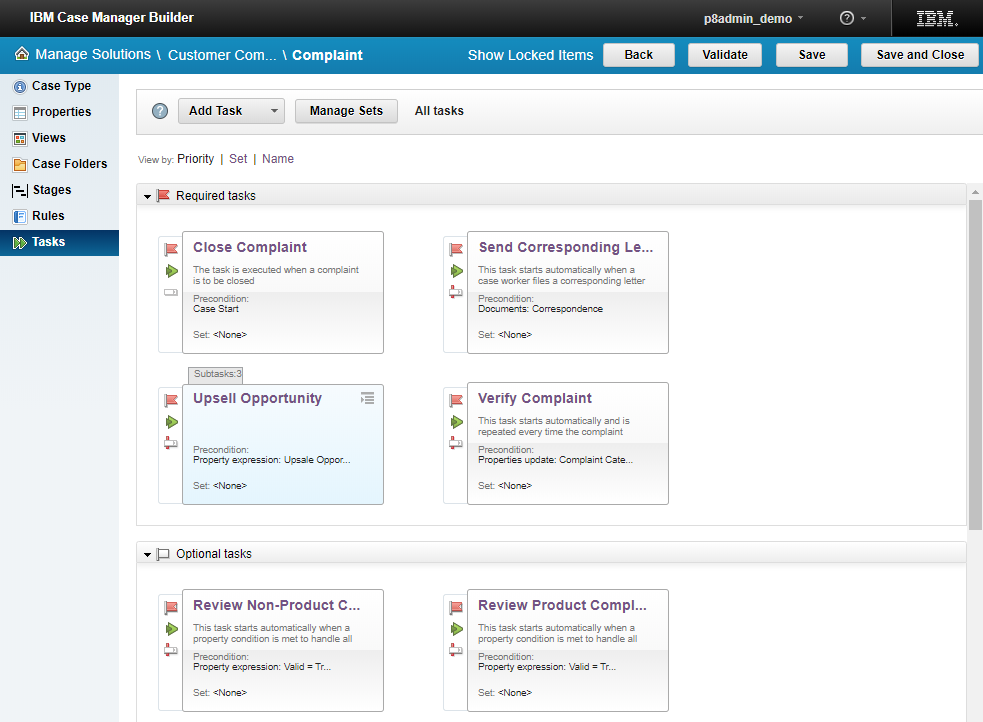 IBM Case Manager Builder
p8admin_demo
?
IBM.
Manage Solutions \ Customer Com... \ Complaint
Show Locked Items
Back
Validate
Save
Save and Close
Case Type
Properties
Views
Case Folders
Stages
Rules
Tasks
?
Add Task
Manage Sets
All tasks
View by: Priority | Set | Name
Required tasks
Close Complaint
The task is executed when a complaint
is to be closed
Precondition:
Case Start
Set: <None>
Send Corresponding Le...
This task starts automatically when a
case worker files a corresponding letter
Precondition:
Documents: Correspondence
Set: <None>
Subtasks:3
Upsell Opportunity
Precondition:
Property expression: Upsale Oppor...
Set: <None>
Verify Complaint
This task starts automatically and is
repeated every time the complaint
Precondition:
Properties update: Complaint Cate...
Set: <None>
Optional tasks
Review Non-Product C...
This task starts automatically when a
property condition is met to handle all
Precondition:
Property expression: Valid = Tr...
Set: <None>
Review Product Compl...
This task starts automatically when a
property condition is met to handle all
Precondition:
Property expression: Valid = Tr...
Set: <None>